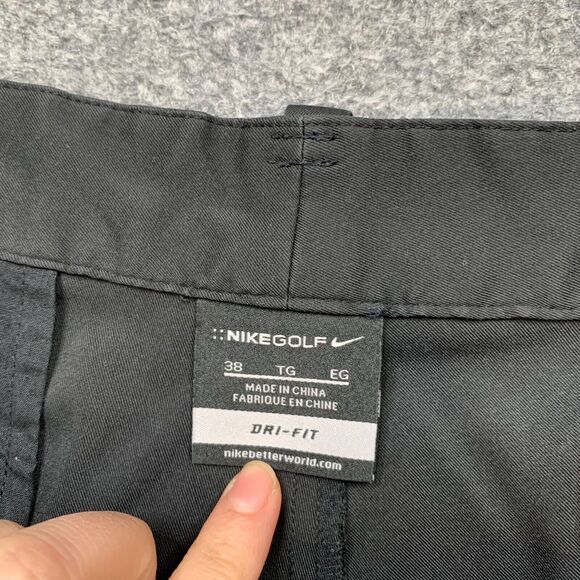 NIKEGOLF
38 TG EG
MADE IN CHINA
FABRIQUE EN CHINE
DRI-FIT
nikebetterworld.com